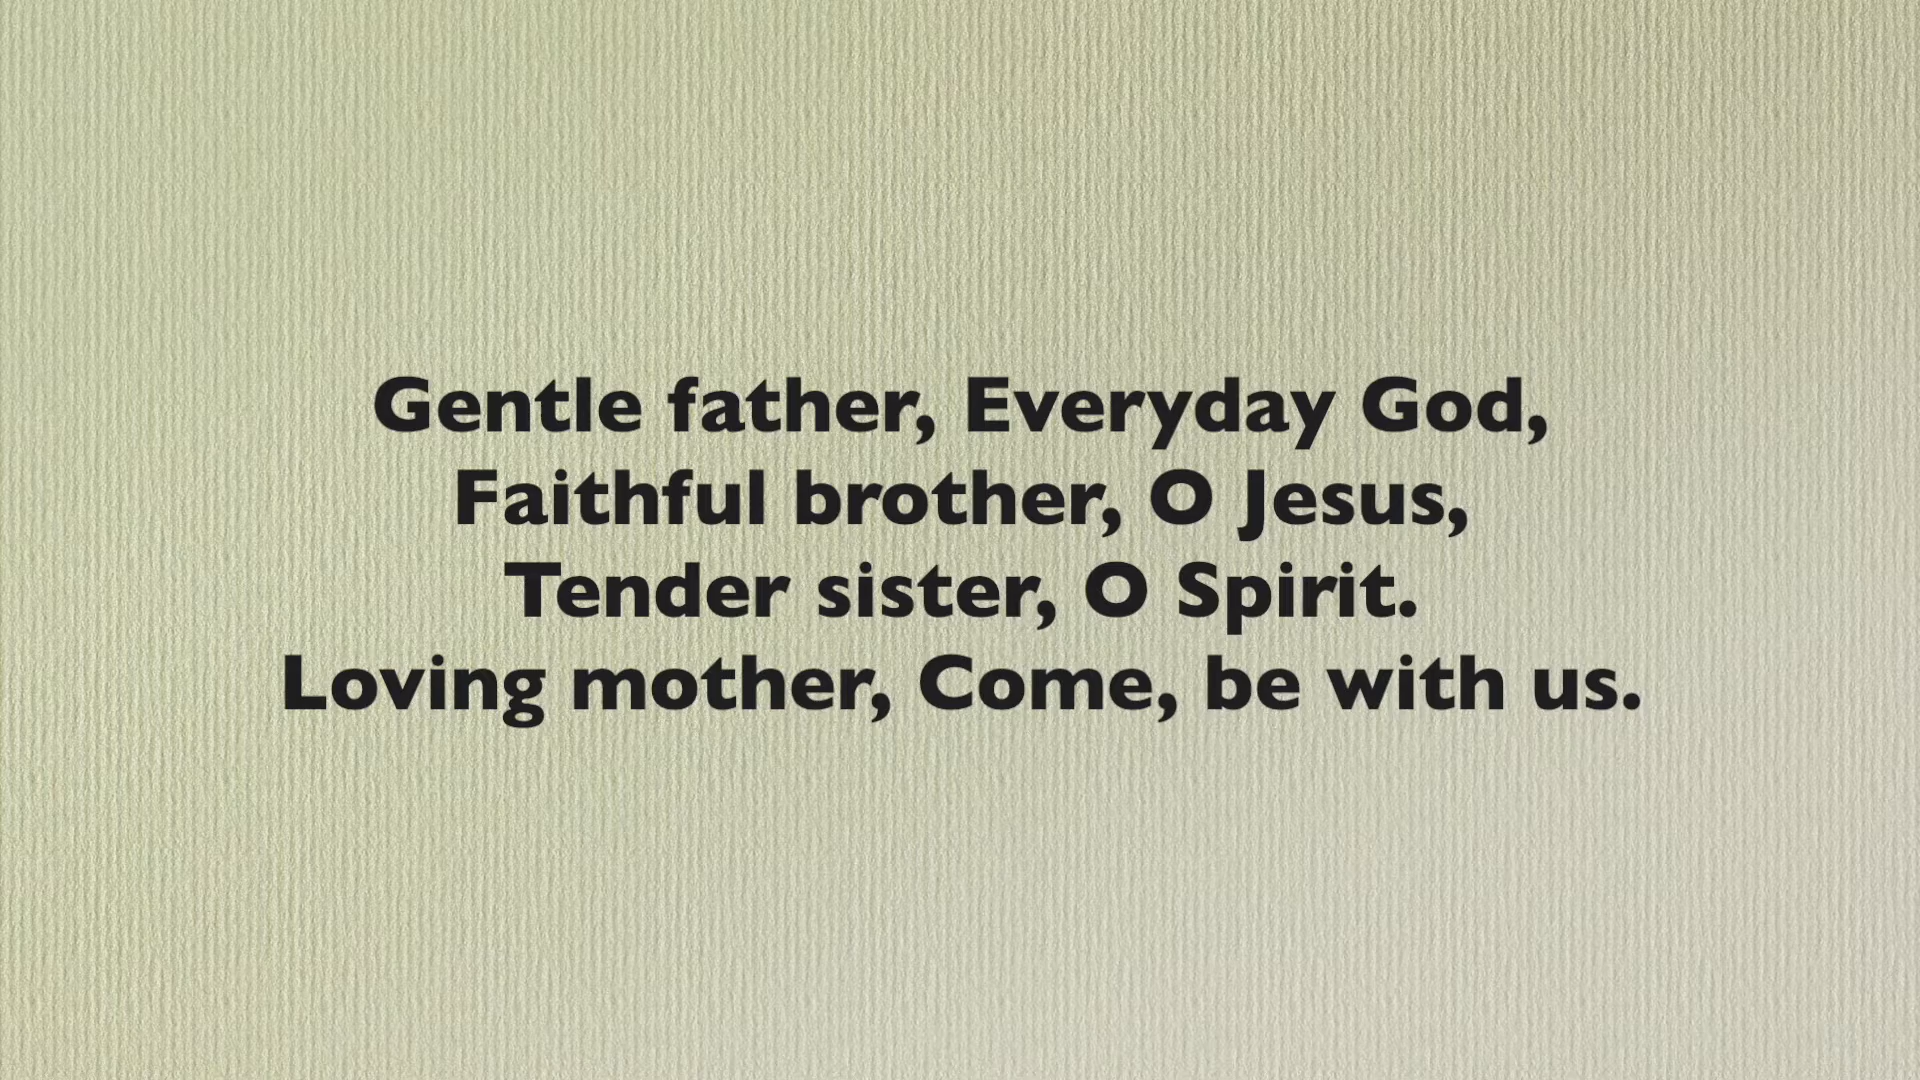 Gentle father, Everyday God,
Faithful brother, O Jesus,
Tender sister, O Spirit.
Loving mother, Come, be with us.